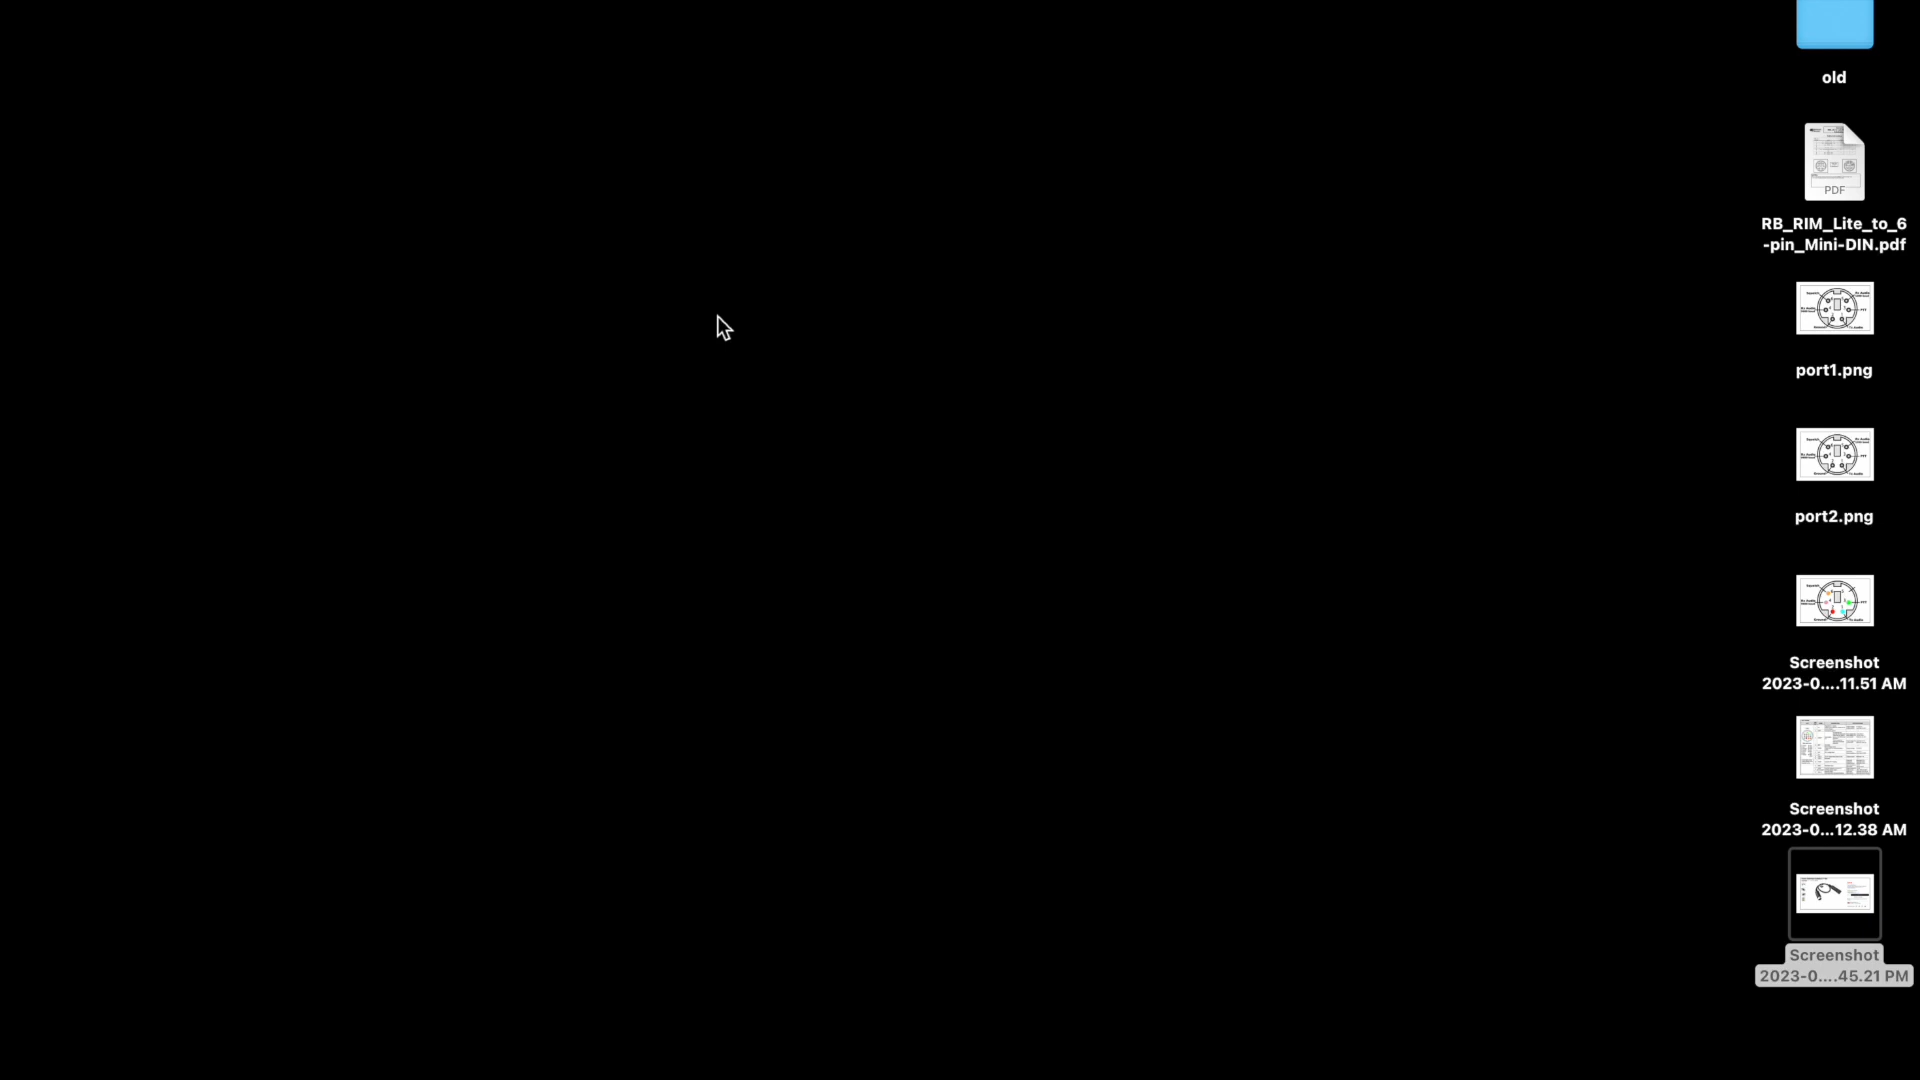 old
PDF
RB_RIM_Lite_to_6
-pin_Mini-DIN.pdf
port1.png
port2.png
Screenshot
2023-0....11.51 AM
Screenshot
2023-0...12.38 AM
Screenshot
2023-0....45.21 PM